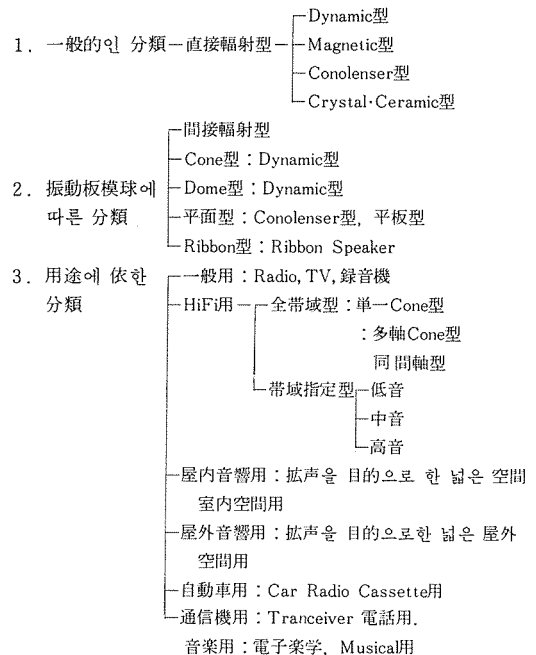 Dynamic型
1. 一般的인 分類－直接輻射型－Magnetic型
Conolenser型
Crystal·Ceramic型
間接輻射型
Cone型：Dynamic型
2. 振動板模球에 Dome型：Dynamic型
따른 分類 平面型：Conolenser型, 平板型
Ribbon型：Ribbon Speaker
3. 用途에 依한 一般用：Radio, TV, 録音機
分類 HiFi用－全帯域型：単一Cone型
：多軸Cone型
同間軸型
帯域指定型－低音
中音
高音
屋内音響用：拡声을 目的으로 한 넓은 空間
室内空間用
屋外音響用：拡声을 目的으로한 넓은 屋外
空間用
自動車用：Car Radio Cassette用
通信機用：Tranceiver 電話用.
音楽用：電子楽学, Musical用